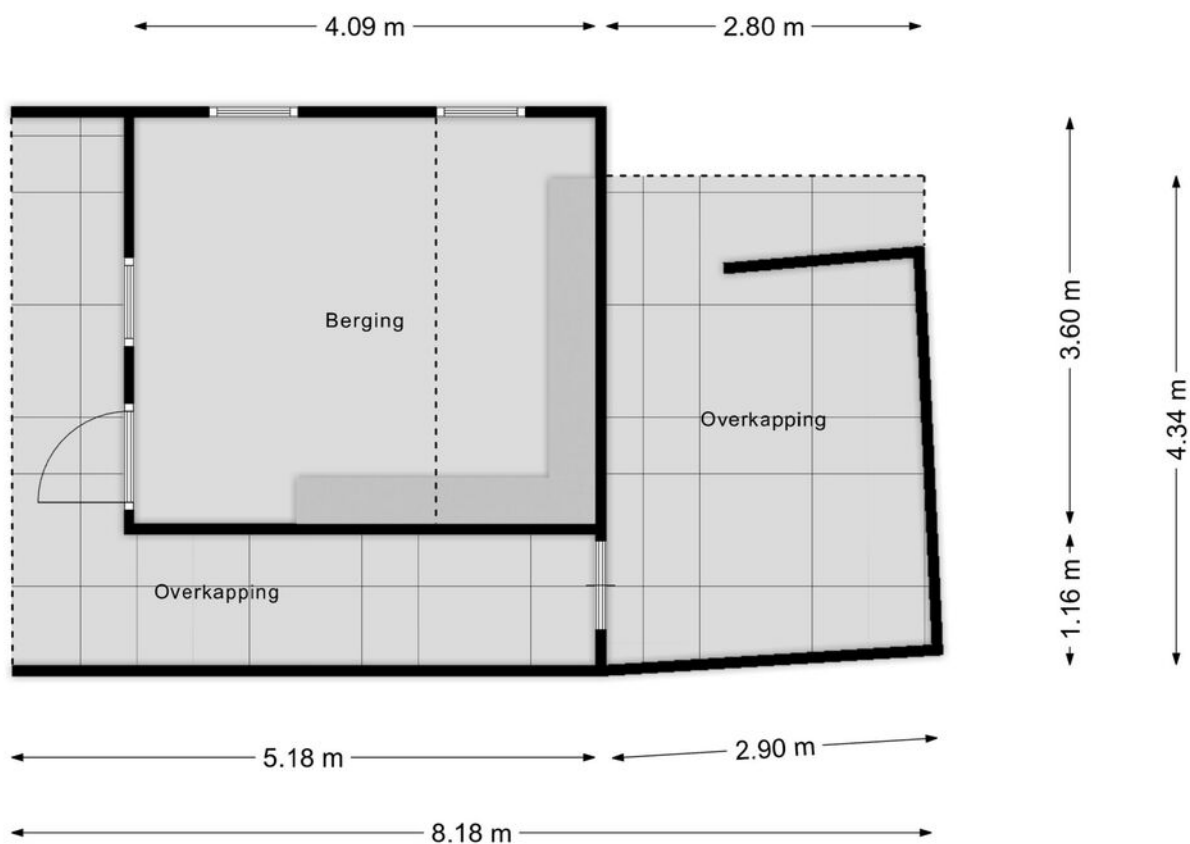 4.09 m
2.80 m
Berging
3.60 m
4.34 m
Overkapping
Overkapping
1.16 m
5.18 m
2.90 m
8.18 m